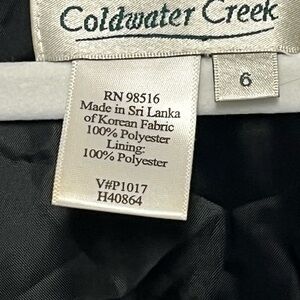 Coldwater Creek
6
RN 98516
Made in Sri Lanka
of Korean Fabric
100% Polyester
Lining:
100% Polyester
V#P1017
H40864